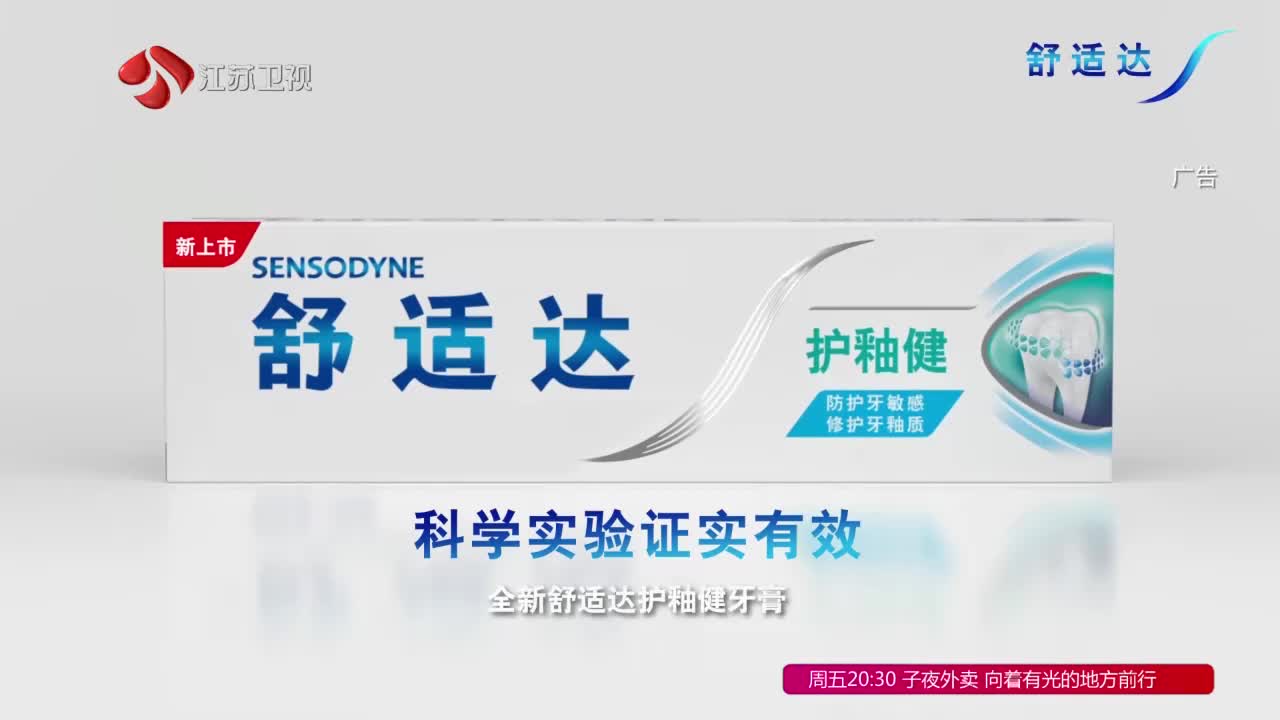 江苏卫视
舒适达
广告
新上市
SENSODYNE
舒适达
护釉健
防护牙敏感
修护牙釉质
科学实验证实有效
全新舒适达护釉健牙膏
周五20:30 子夜外卖 向着有光的地方前行